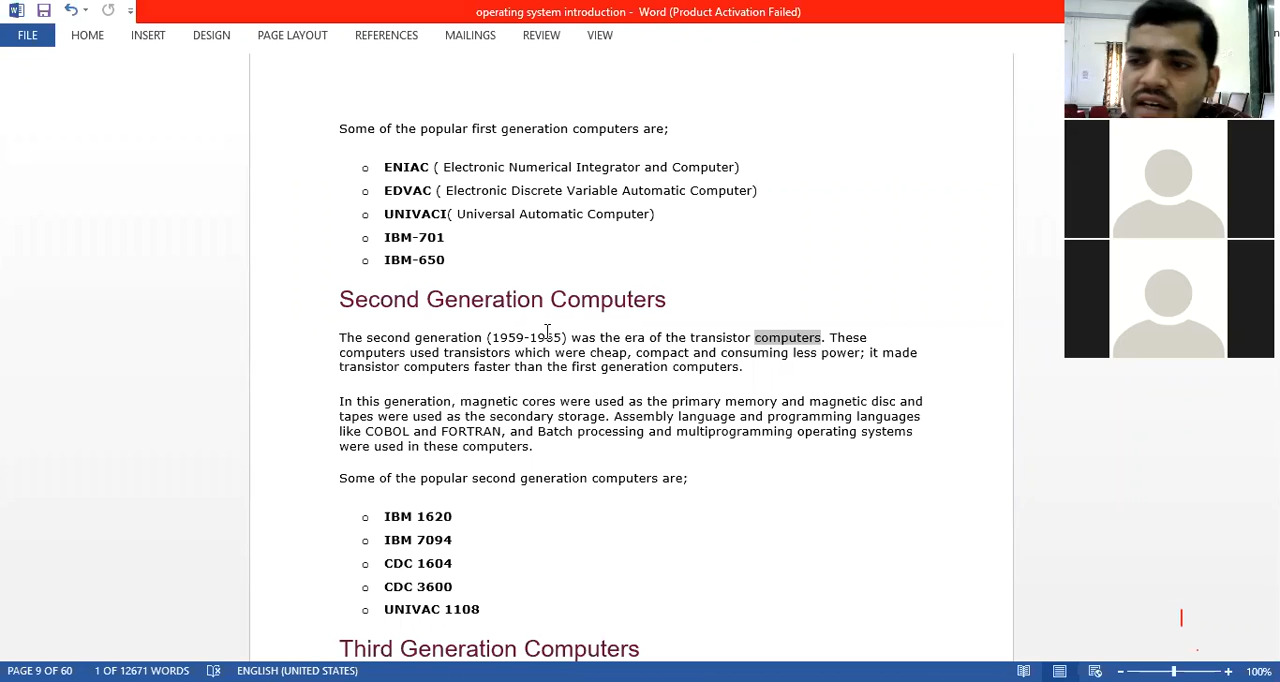 operating system introduction - Word (Product Activation Failed)
FILE HOME INSERT DESIGN PAGE LAYOUT REFERENCES MAILINGS REVIEW VIEW
Some of the popular first generation computers are;
o ENIAC ( Electronic Numerical Integrator and Computer)
o EDVAC ( Electronic Discrete Variable Automatic Computer)
o UNIVACI( Universal Automatic Computer)
o IBM-701
o IBM-650
Second Generation Computers
The second generation (1959-1965) was the era of the transistor computers. These
computers used transistors which were cheap, compact and consuming less power; it made
transistor computers faster than the first generation computers.
In this generation, magnetic cores were used as the primary memory and magnetic disc and
tapes were used as the secondary storage. Assembly language and programming languages
like COBOL and FORTRAN, and Batch processing and multiprogramming operating systems
were used in these computers.
Some of the popular second generation computers are;
o IBM 1620
o IBM 7094
o CDC 1604
o CDC 3600
o UNIVAC 1108
Third Generation Computers
PAGE 9 OF 60 1 OF 12671 WORDS ENGLISH (UNITED STATES) 100%